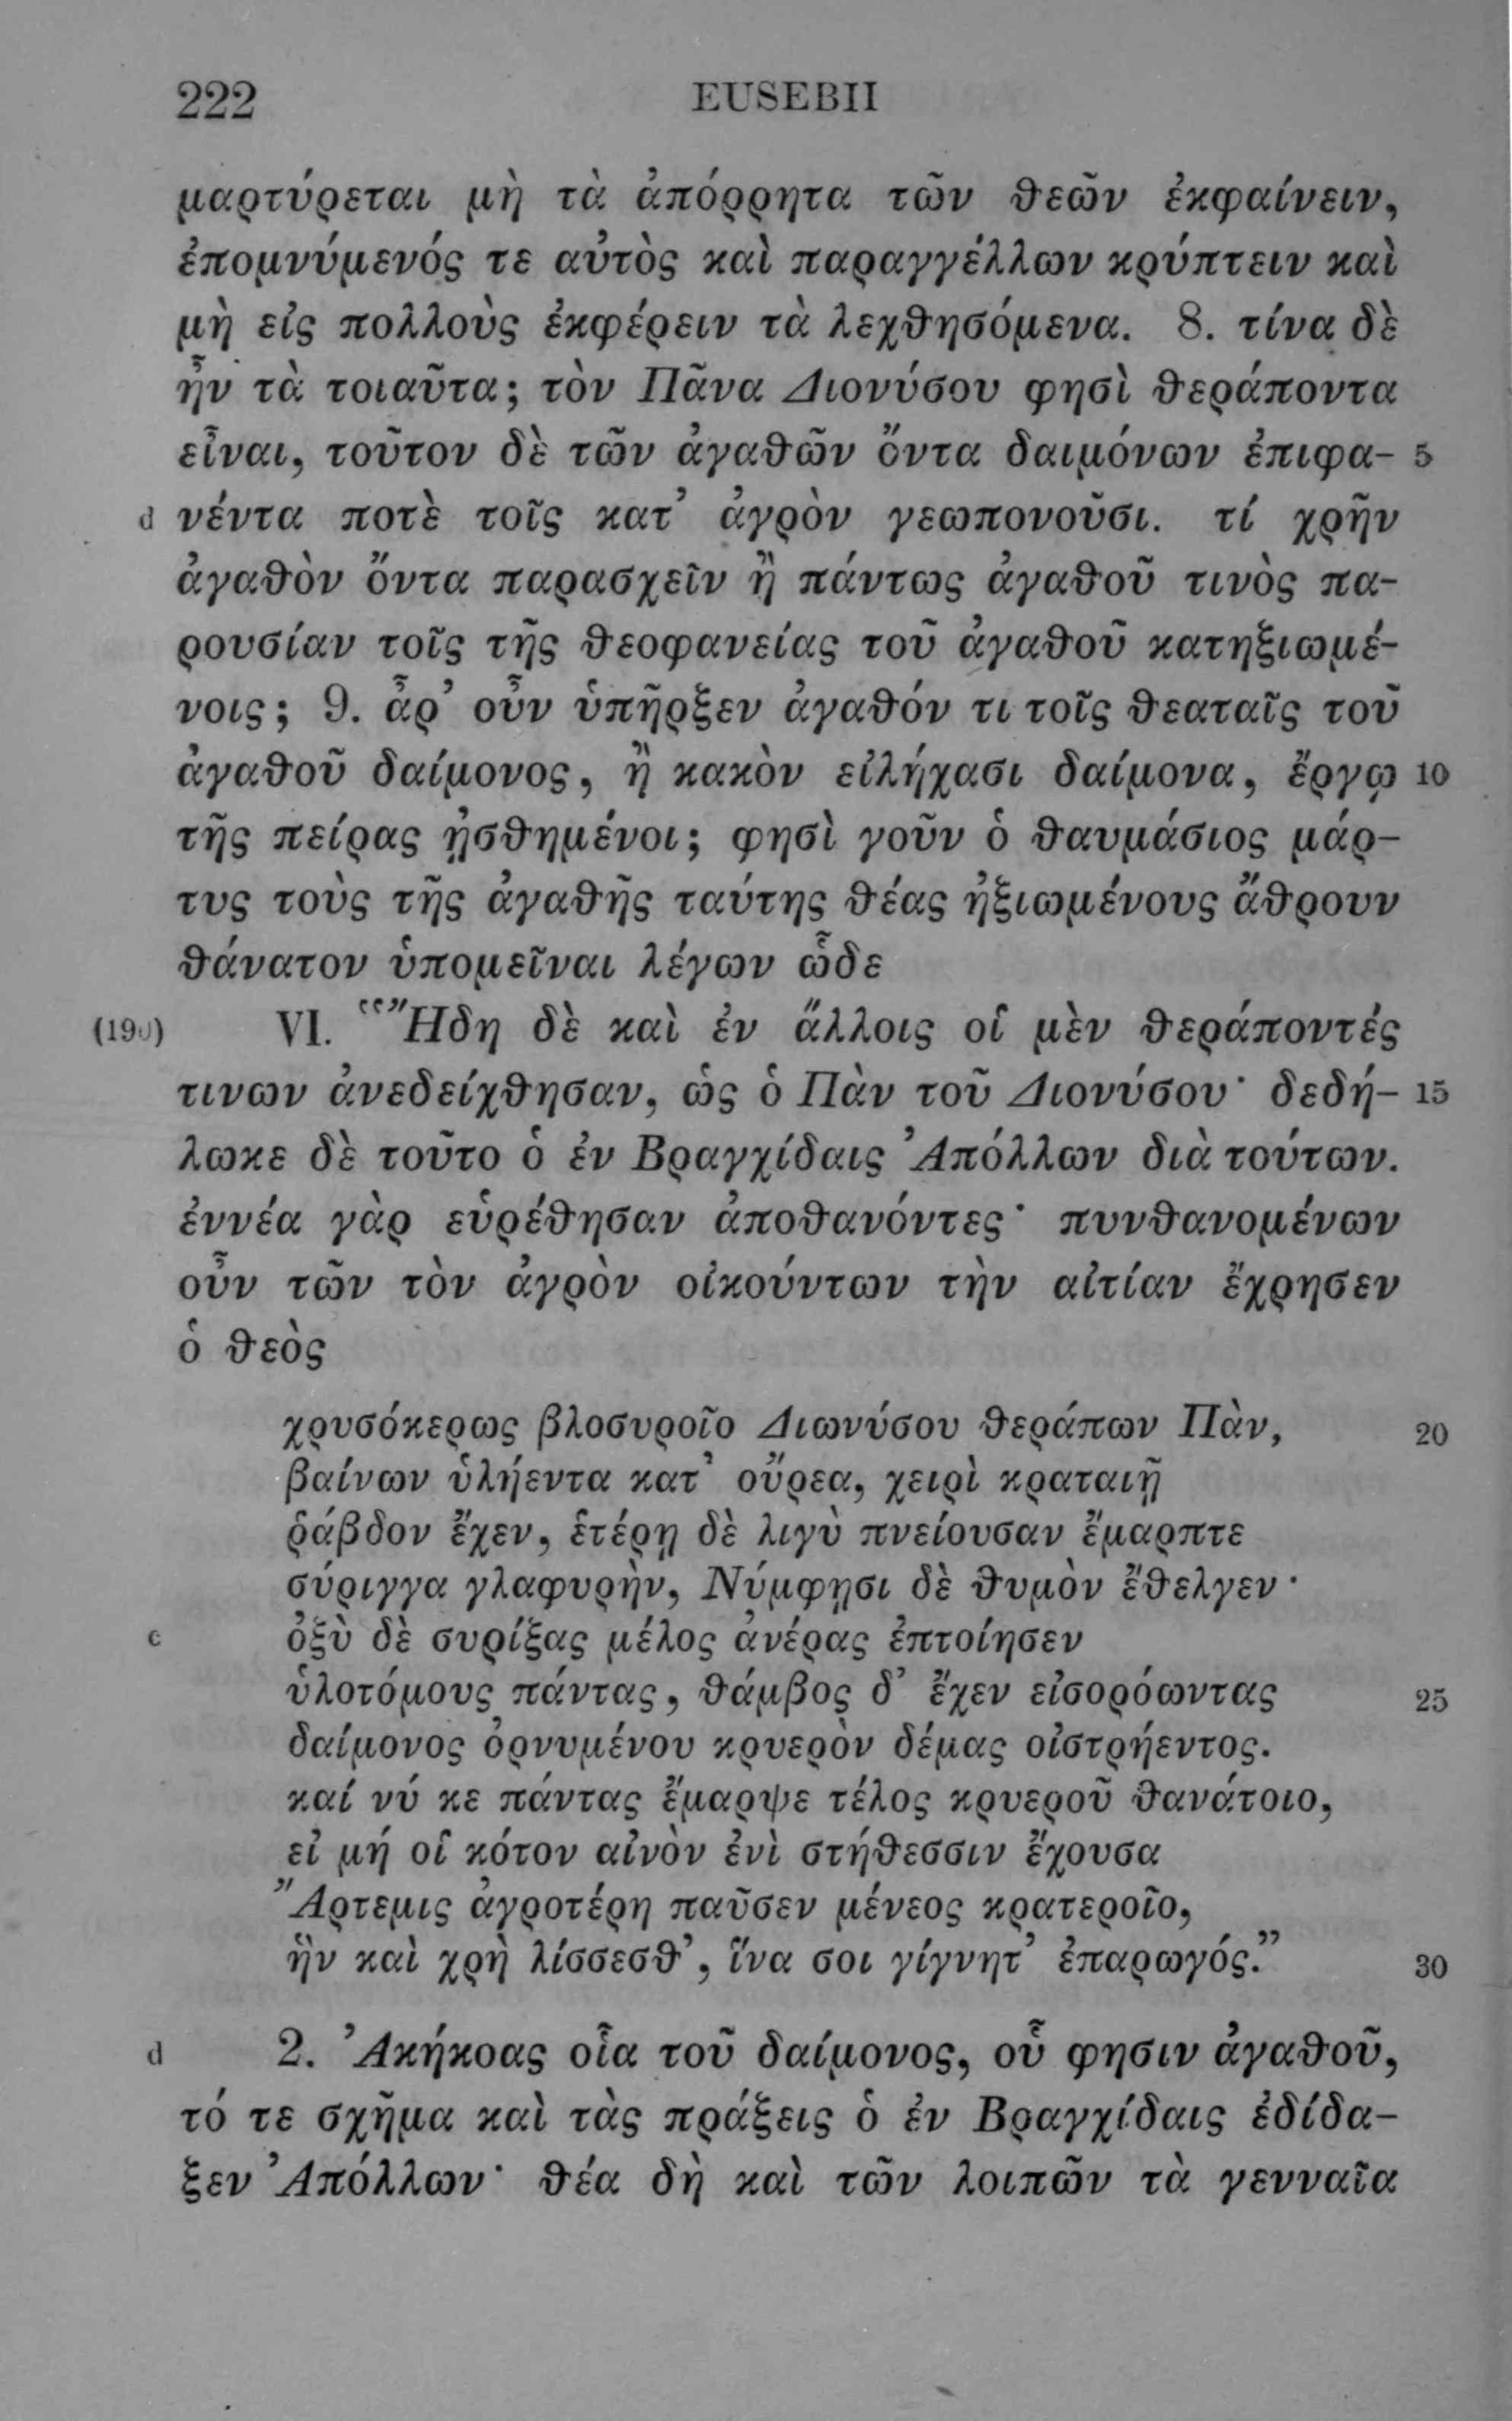 222 EUSEBII
μαρτύρεται μὴ τὰ ἀπόρρητα τῶν θεῶν ἐκφαίνειν,
ἐπομνύμενός τε αὐτὸς καὶ παραγγέλλων κρύπτειν καὶ
μὴ εἰς πολλοὺς ἐκφέρειν τὰ λεχθησόμενα. 8. τίνα δὲ
ἦν τὰ τοιαῦτα; τὸν Πᾶνα Διονύσου φησὶ θεράποντα
εἶναι, τοῦτον δὲ τῶν ἀγαθῶν ὄντα δαιμόνων ἐπιφα- 5
d νέντα ποτὲ τοῖς κατ’ ἀγρὸν γεωπονοῦσι. τί χρῆν
ἀγαθὸν ὄντα παρασχεῖν ἢ πάντως ἀγαθοῦ τινὸς πα-
ρουσίαν τοῖς τῆς θεοφανείας τοῦ ἀγαθοῦ κατηξιωμέ-
νοις; 9. ἆρ’ οὖν ὑπῆρξεν ἀγαθόν τι τοῖς θεαταῖς τοῦ
ἀγαθοῦ δαίμονος, ἢ κακὸν εἰλήχασι δαίμονα, ἔργῳ 10
τῆς πείρας ᾐσθημένοι; φησὶ γοῦν ὁ θαυμάσιος μάρ-
τυς τοὺς τῆς ἀγαθῆς ταύτης θέας ἠξιωμένους ἄθρουν
θάνατον ὑπομεῖναι λέγων ὧδε
(190) VI. “Ἤδη δὲ καὶ ἐν ἄλλοις οἱ μὲν θεράποντές
τινων ἀνεδείχθησαν, ὡς ὁ Πὰν τοῦ Διονύσου· δεδή- 15
λωκε δὲ τοῦτο ὁ ἐν Βραγχίδαις Ἀπόλλων διὰ τούτων.
ἐννέα γὰρ εὑρέθησαν ἀποθανόντες· πυνθανομένων
οὖν τῶν τὸν ἀγρὸν οἰκούντων τὴν αἰτίαν ἔχρησεν
ὁ θεὸς
χρυσόκερως βλοσυροῖο Διωνύσου θεράπων Πὰν, 20
βαίνων ὑλήεντα κατ’ οὔρεα, χειρὶ κραταιῇ
ῥάβδον ἔχεν, ἑτέρῃ δὲ λιγὺ πνείουσαν ἔμαρπτε
σύριγγα γλαφυρὴν, Νύμφῃσι δὲ θυμὸν ἔθελγεν·
c ὀξὺ δὲ συρίξας μέλος ἀνέρας ἐπτοίησεν
ὑλοτόμους πάντας, θάμβος δ’ ἔχεν εἰσορόωντας 25
δαίμονος ὀρνυμένου κρυερὸν δέμας οἰστρήεντος.
καί νύ κε πάντας ἔμαρψε τέλος κρυεροῦ θανάτοιο,
εἰ μή οἱ κότον αἰνὸν ἐνὶ στήθεσσιν ἔχουσα
Ἄρτεμις ἀγροτέρη παῦσεν μένεος κρατεροῖο,
ἣν καὶ χρὴ λίσσεσθ’, ἵνα σοι γίγνητ’ ἐπαρωγός.” 30
d 2. Ἀκήκοας οἷα τοῦ δαίμονος, οὗ φησιν ἀγαθοῦ,
τό τε σχῆμα καὶ τὰς πράξεις ὁ ἐν Βραγχίδαις ἐδίδα-
ξεν Ἀπόλλων· θέα δὴ καὶ τῶν λοιπῶν τὰ γενναῖα